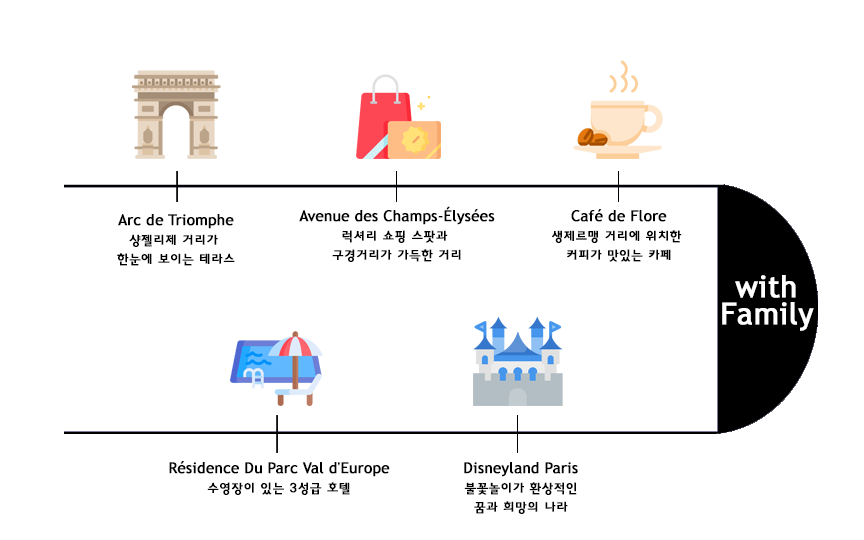 Arc de Triomphe
샹젤리제 거리가
한눈에 보이는 테라스
Avenue des Champs-Élysées
럭셔리 쇼핑 스팟과
구경거리가 가득한 거리
Café de Flore
생제르맹 거리에 위치한
커피가 맛있는 카페
with
Family
Résidence Du Parc Val d'Europe
수영장이 있는 3성급 호텔
Disneyland Paris
불꽃놀이가 환상적인
꿈과 희망의 나라